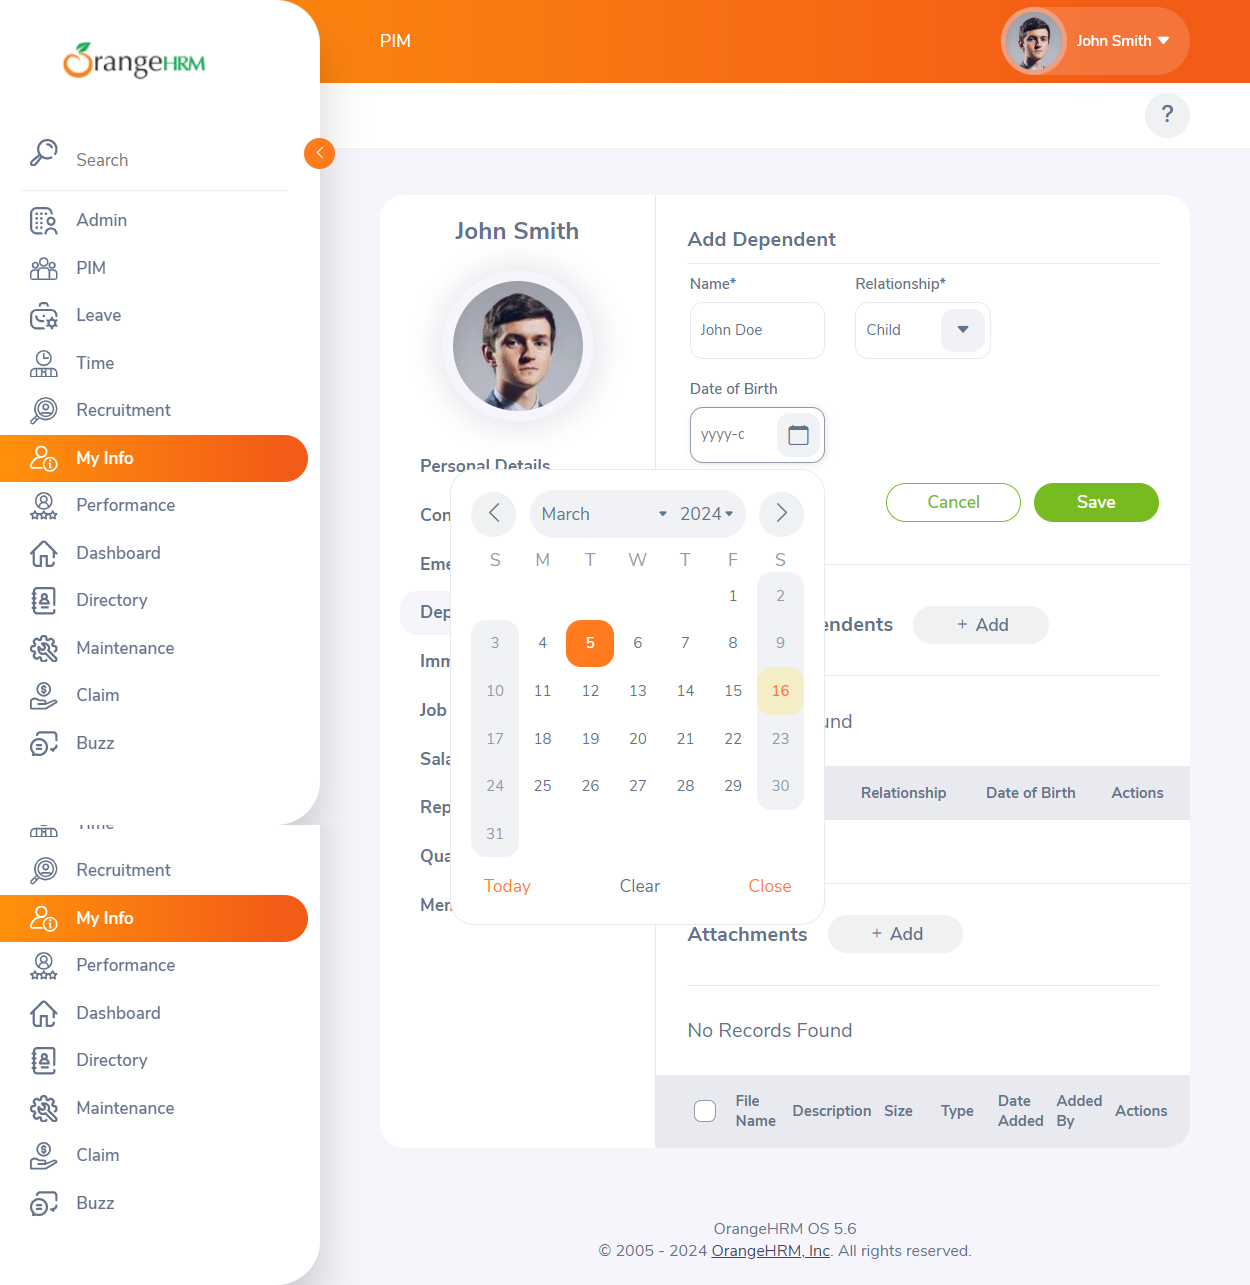 OrangeHRM
Search
Admin
PIM
Leave
Time
Recruitment
My Info
Performance
Dashboard
Directory
Maintenance
Claim
Buzz
Recruitment
My Info
Performance
Dashboard
Directory
Maintenance
Claim
Buzz
PIM
John Smith
?
John Smith
Personal Details
Con
Eme
Dep
Imm
Job
Sala
Rep
Qua
Mem
Add Dependent
Name* Relationship*
John Doe Child
Date of Birth
yyyy-
Cancel Save
March 2024
S M T W T F S
1 2
3 4 5 6 7 8 9
10 11 12 13 14 15 16
17 18 19 20 21 22 23
24 25 26 27 28 29 30
31
Today Clear Close
endents + Add
und
Relationship Date of Birth Actions
Attachments + Add
No Records Found
File Name Description Size Type Date Added Added By Actions
OrangeHRM OS 5.6
© 2005 - 2024 OrangeHRM, Inc. All rights reserved.